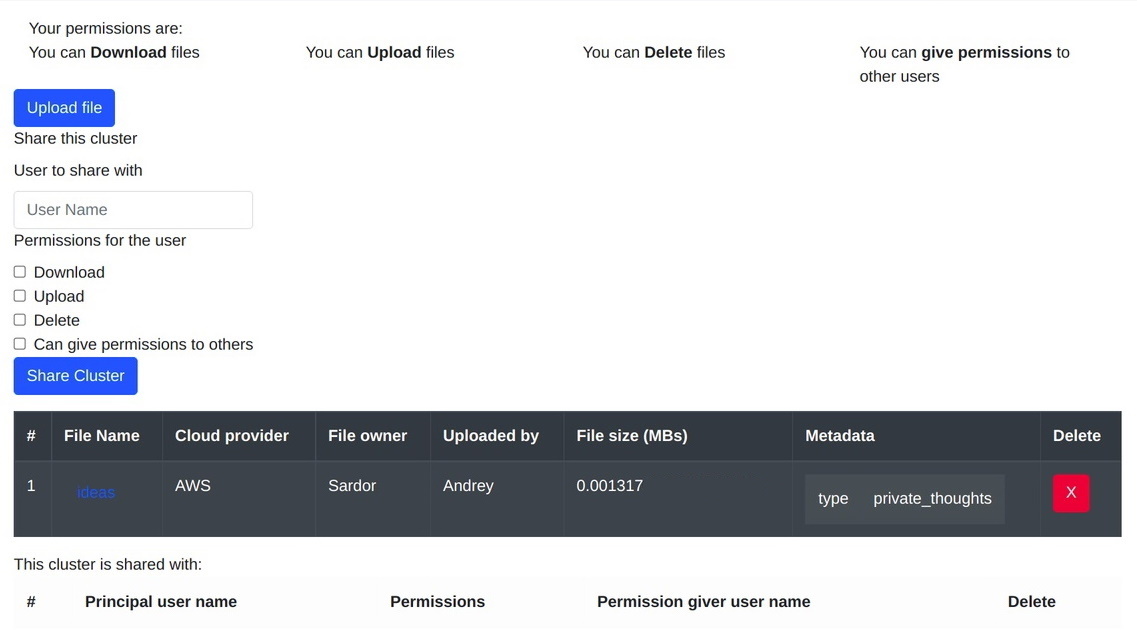 Your permissions are:
You can Download files You can Upload files You can Delete files You can give permissions to
other users
Upload file
Share this cluster
User to share with
User Name
Permissions for the user
Download
Upload
Delete
Can give permissions to others
Share Cluster
# File Name Cloud provider File owner Uploaded by File size (MBs) Metadata Delete
1 ideas AWS Sardor Andrey 0.001317 type private_thoughts X
This cluster is shared with:
# Principal user name Permissions Permission giver user name Delete